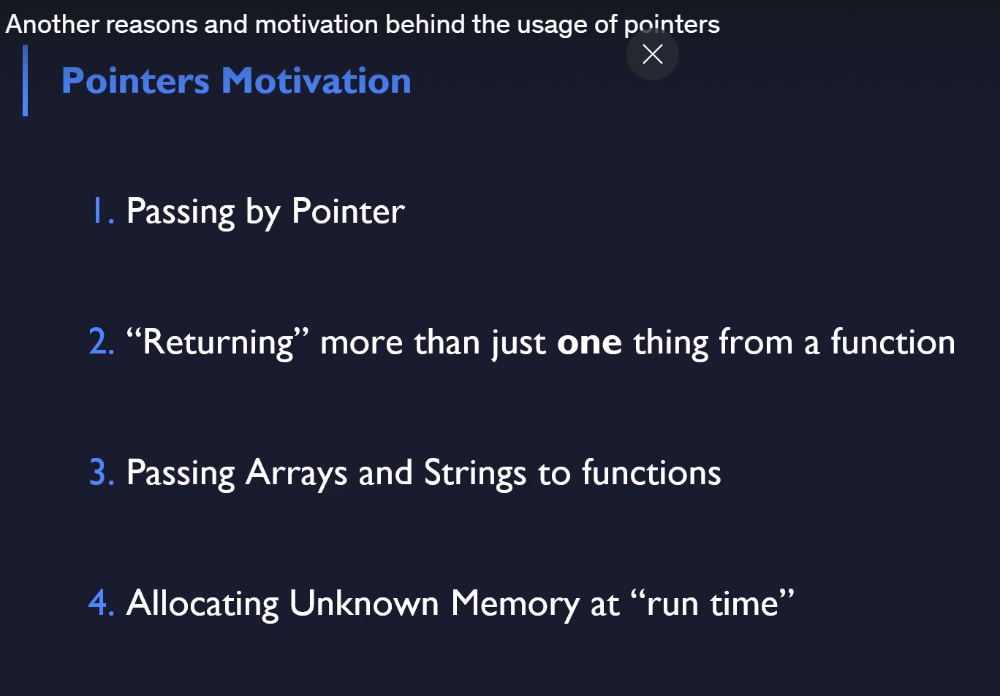 Another reasons and motivation behind the usage of pointers
Pointers Motivation
1. Passing by Pointer
2. “Returning” more than just one thing from a function
3. Passing Arrays and Strings to functions
4. Allocating Unknown Memory at “run time”